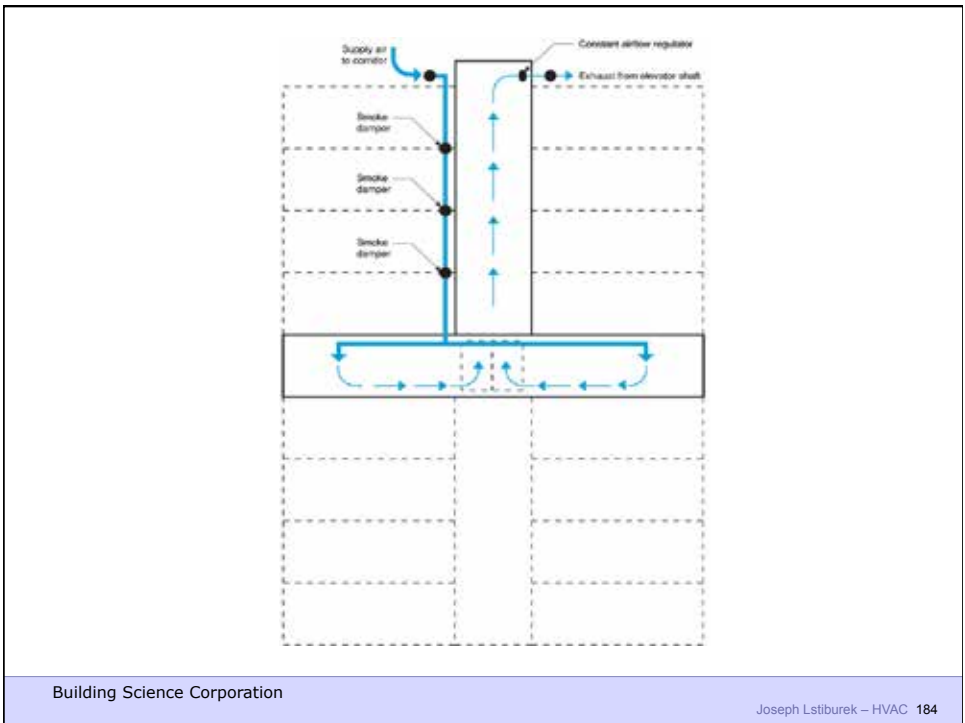 Supply air
to corridor
Constant airflow regulator
Exhaust from elevator shaft
Smoke
damper
Smoke
damper
Smoke
damper
Building Science Corporation
Joseph Lstiburek – HVAC 184